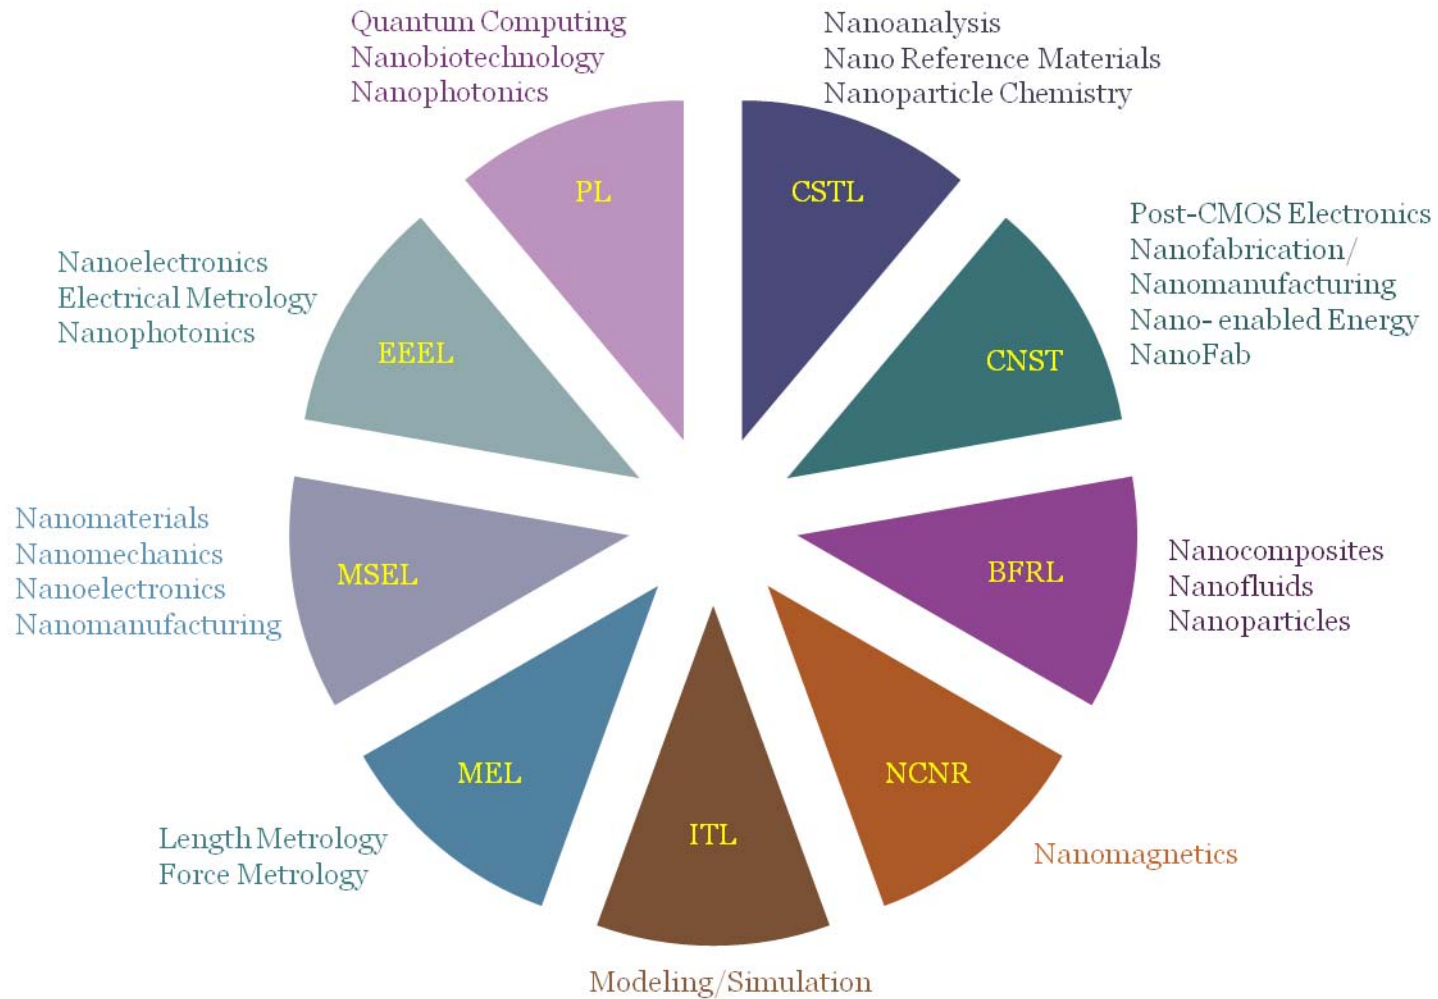 Quantum Computing
Nanobiotechnology
Nanophotonics
PL
Nanoanalysis
Nano Reference Materials
Nanoparticle Chemistry
CSTL
Post-CMOS Electronics
Nanofabrication/
Nanomanufacturing
Nano- enabled Energy
NanoFab
CNST
Nanocomposites
Nanofluids
Nanoparticles
BFRL
NCNR
Nanomagnetics
ITL
Modeling/Simulation
MEL
Length Metrology
Force Metrology
MSEL
Nanomaterials
Nanomechanics
Nanoelectronics
Nanomanufacturing
EEEL
Nanoelectronics
Electrical Metrology
Nanophotonics